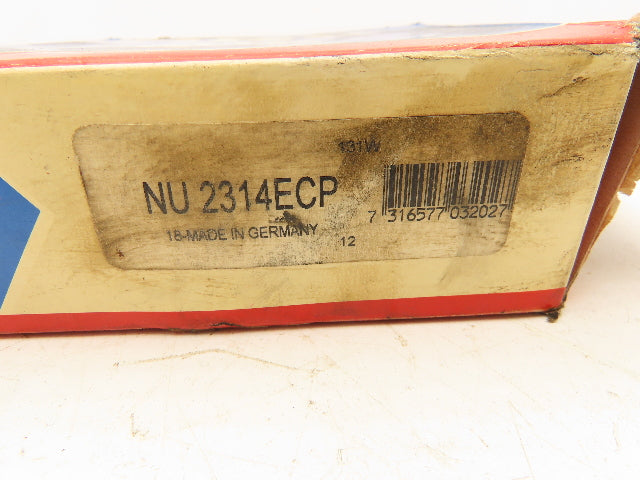 131W
NU 2314ECP
7 316577 032027
18-MADE IN GERMANY
12